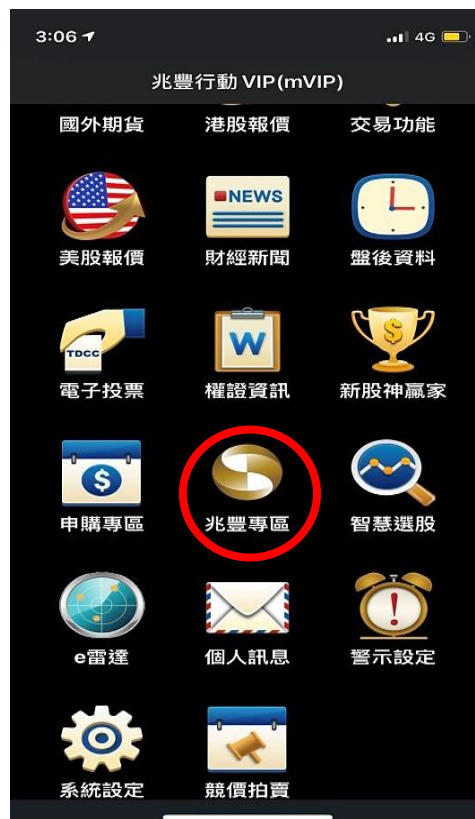 3:06
4G
兆豐行動 VIP(mVIP)
國外期貨 港股報價 交易功能
NEWS
美股報價 財經新聞 盤後資料
TDCC
W
$
電子投票 權證資訊 新股神贏家
$
申購專區 兆豐專區 智慧選股
!
e雷達 個人訊息 警示設定
系統設定 競價拍賣